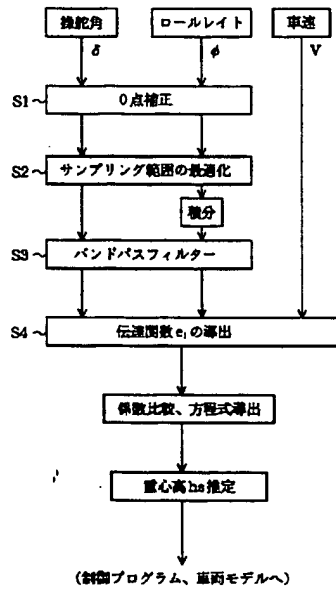 操舵角
ロールレイト
車速
δ
φ
V
S1～
0点補正
S2～
サンプリング範囲の最適化
積分
S3～
バンドパスフィルター
S4～
伝達関数eiの導出
係数比較、方程式導出
重心高hs推定
(制御プログラム、車両モデルへ)